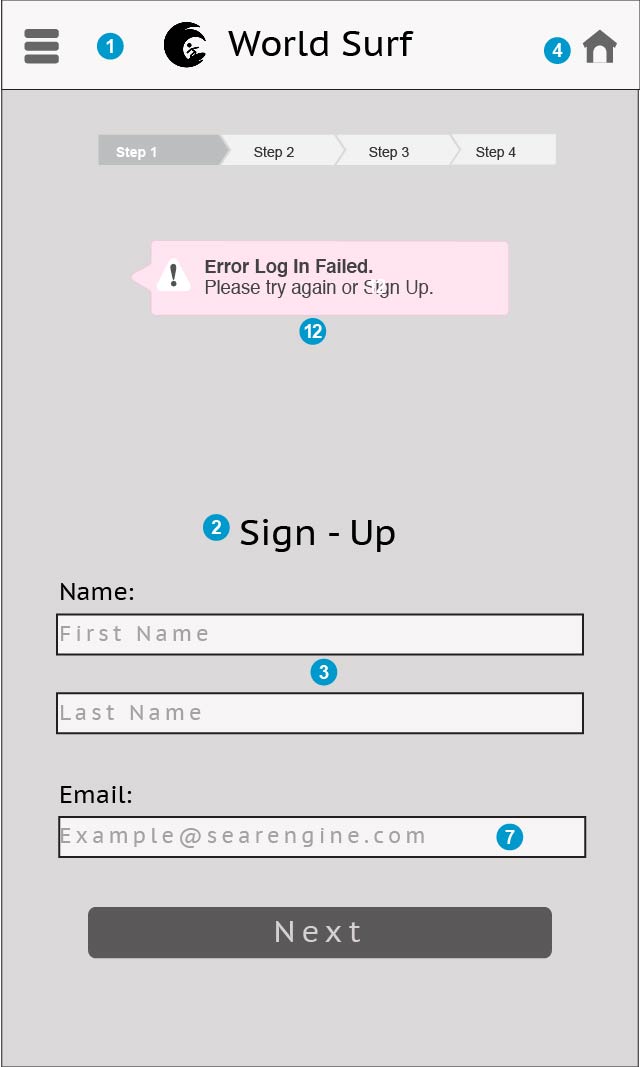 1 World Surf 4
Step 1 Step 2 Step 3 Step 4
Error Log In Failed.
Please try again or Sign Up.
12
2 Sign - Up
Name:
First Name
3
Last Name
Email:
Example@searengine.com 7
Next